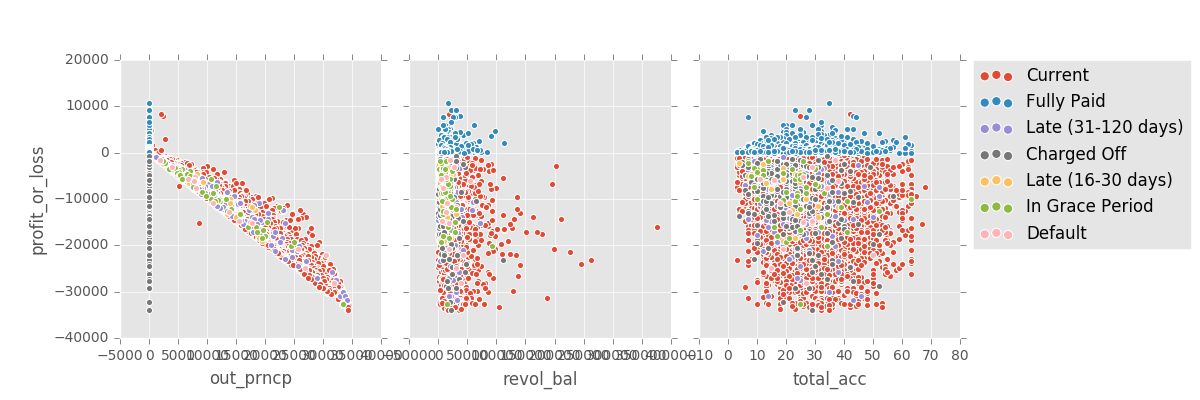 20000
10000
0
−10000
−20000
−30000
−40000
profit_or_loss
−5000 0 5000 10000 15000 20000 25000 30000 35000 40000
out_prncp
−50000 0 50000 100000 150000 200000 250000 300000 350000 400000
revol_bal
−10 0 10 20 30 40 50 60 70 80
total_acc
Current
Fully Paid
Late (31-120 days)
Charged Off
Late (16-30 days)
In Grace Period
Default